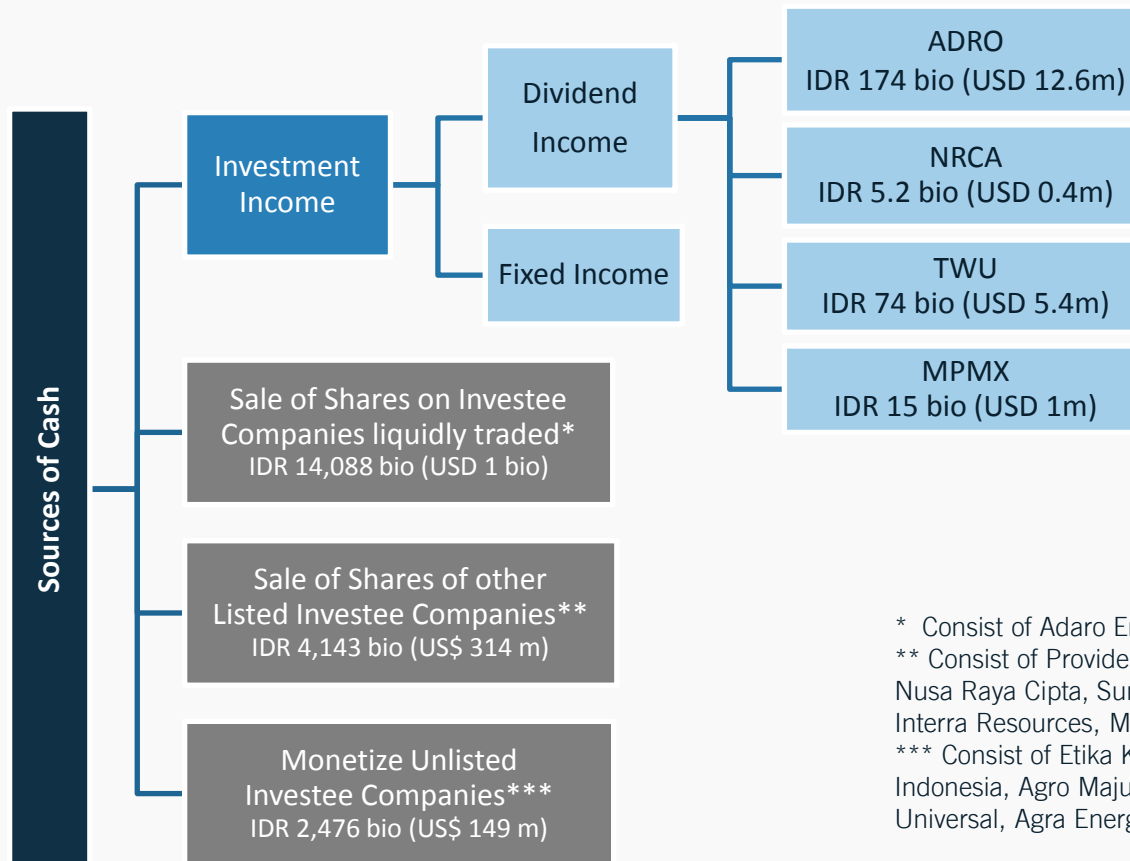 Sources of Cash
Investment
Income
Dividend
Income
Fixed Income
ADRO
IDR 174 bio (USD 12.6m)
NRCA
IDR 5.2 bio (USD 0.4m)
TWU
IDR 74 bio (USD 5.4m)
MPMX
IDR 15 bio (USD 1m)
Sale of Shares on Investee
Companies liquidly traded*
IDR 14,088 bio (USD 1 bio)
Sale of Shares of other
Listed Investee Companies**
IDR 4,143 bio (US$ 314 m)
Monetize Unlisted
Investee Companies***
IDR 2,476 bio (US$ 149 m)
* Consist of Adaro
** Consist of
Nusa Raya Cipta,
Interra Resources,
*** Consist of Etika
Indonesia, Agro
Universal, Agra